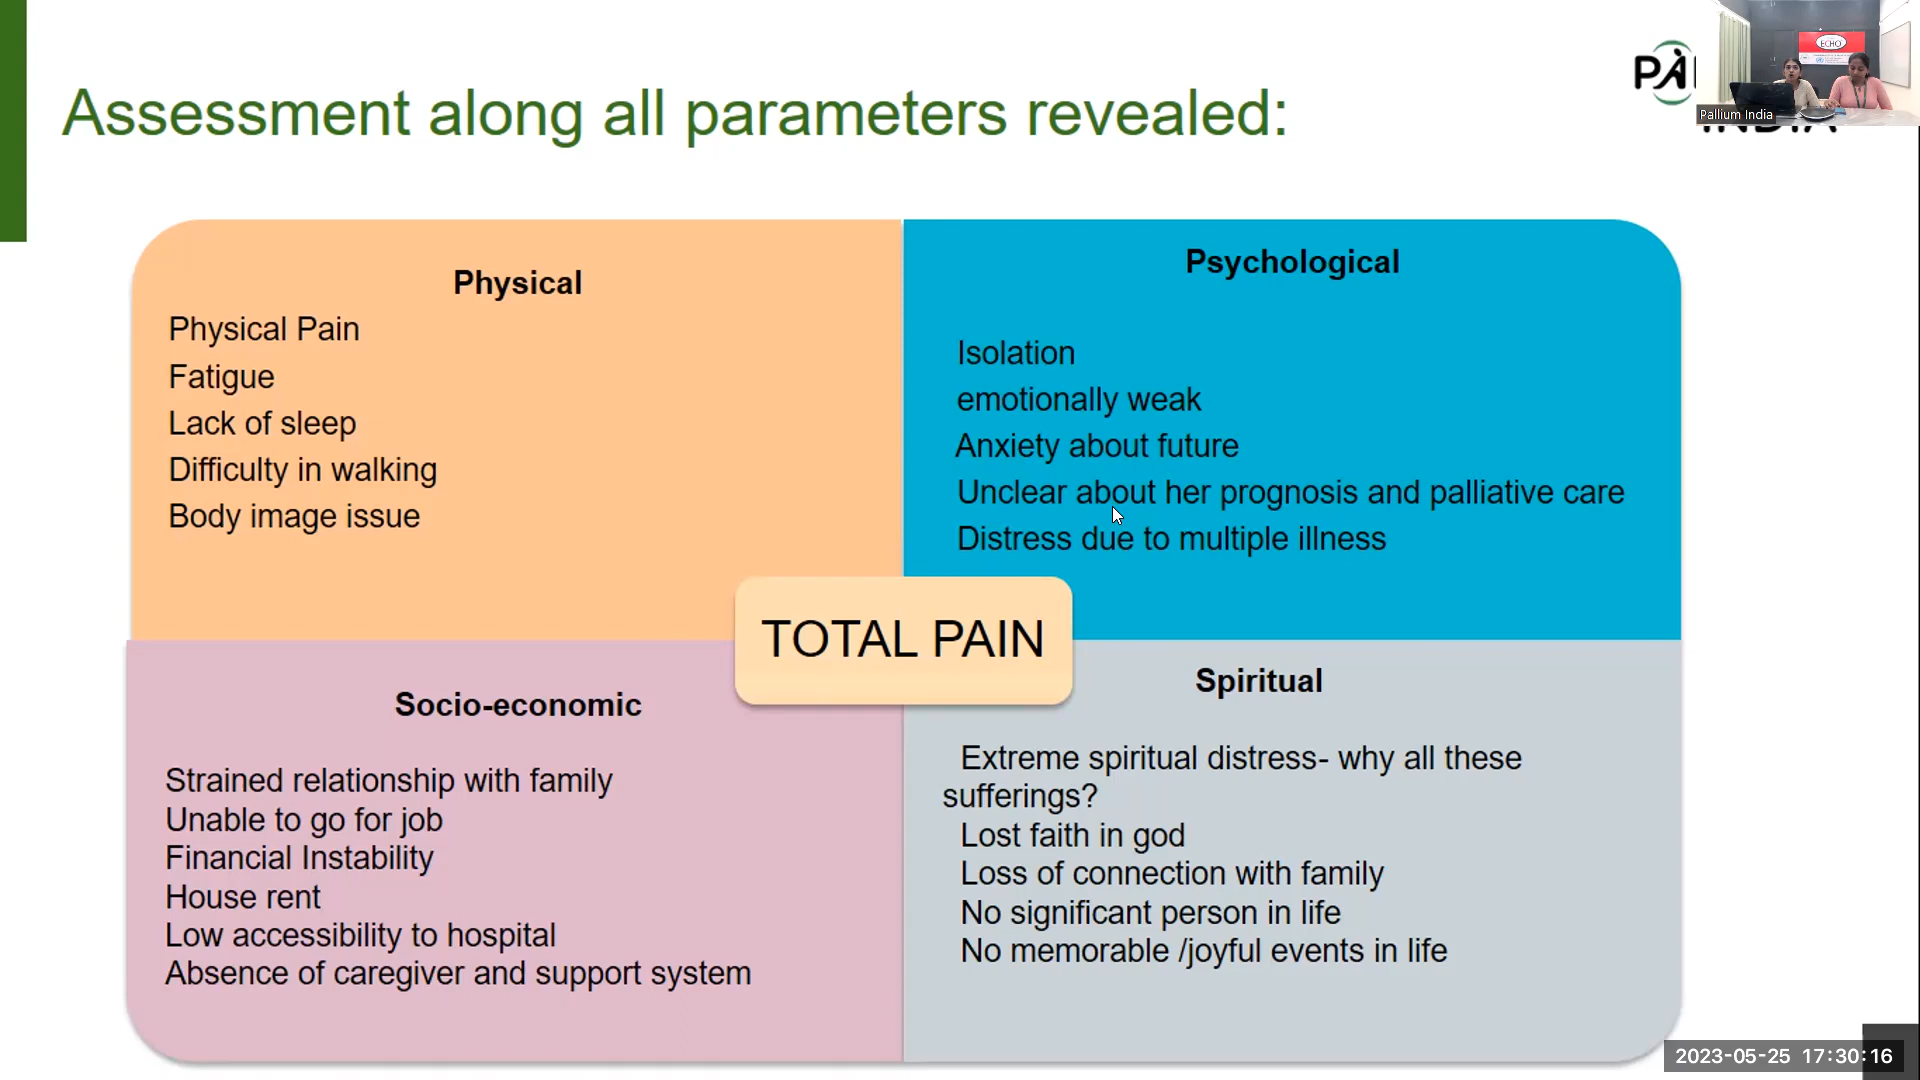 Assessment along all parameters revealed:
ECHO
Pallium India
Physical
Physical Pain
Fatigue
Lack of sleep
Difficulty in walking
Body image issue
Psychological
Isolation
emotionally weak
Anxiety about future
Unclear about her prognosis and palliative care
Distress due to multiple illness
TOTAL PAIN
Socio-economic
Strained relationship with family
Unable to go for job
Financial Instability
House rent
Low accessibility to hospital
Absence of caregiver and support system
Spiritual
Extreme spiritual distress- why all these
sufferings?
Lost faith in god
Loss of connection with family
No significant person in life
No memorable /joyful events in life
2023-05-25 17:30:16